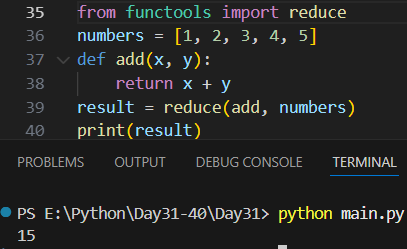 35 from functools import reduce
36 numbers = [1, 2, 3, 4, 5]
37 def add(x, y):
38     return x + y
39 result = reduce(add, numbers)
40 print(result)
PROBLEMS OUTPUT DEBUG CONSOLE TERMINAL
PS E:\Python\Day31-40\Day31> python main.py
15